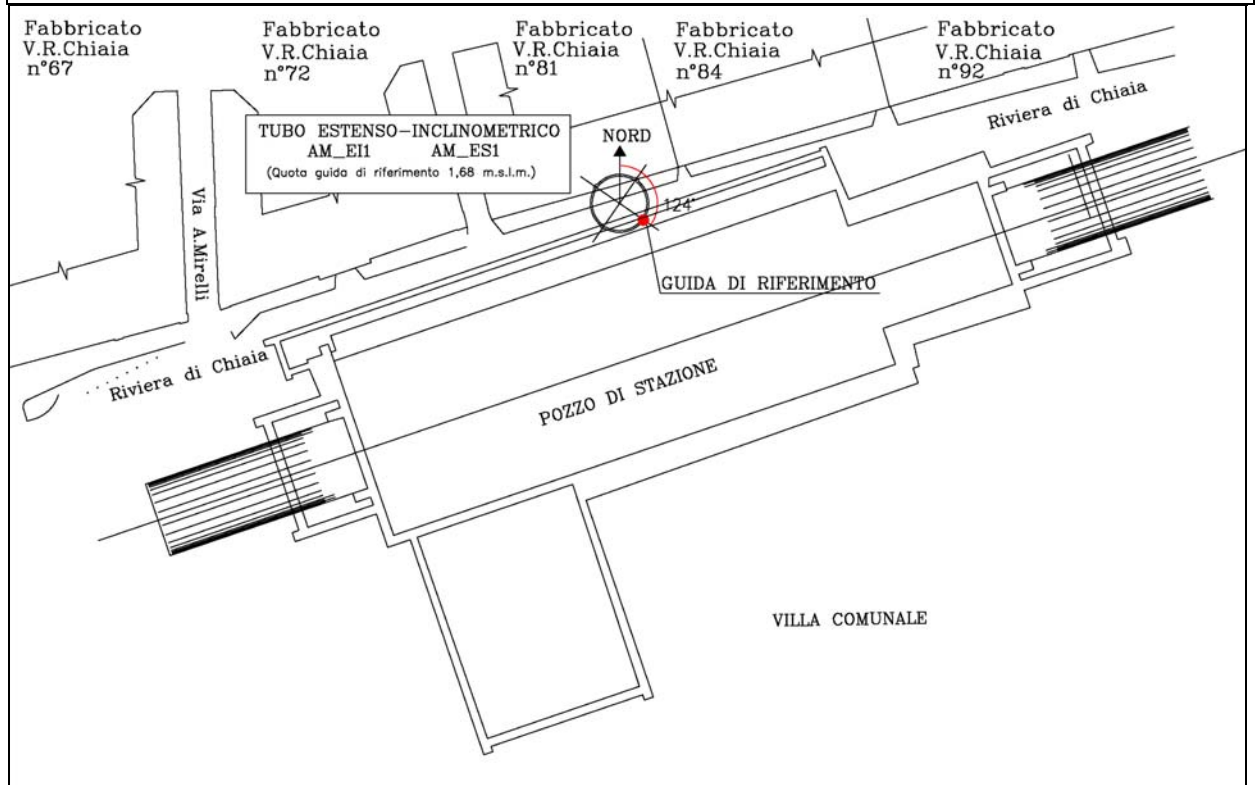 Fabbricato
V.R.Chiaia
n°67
Fabbricato
V.R.Chiaia
n°72
Fabbricato
V.R.Chiaia
n°81
Fabbricato
V.R.Chiaia
n°84
Fabbricato
V.R.Chiaia
n°92
Riviera di Chiaia
TUBO ESTENSO-INCLINOMETRICO
AM_EI1 AM_ES1
(Quota guida di riferimento 1,68 m.s.l.m.)
NORD
124°
Via A.Mirelli
GUIDA DI RIFERIMENTO
Riviera di Chiaia
POZZO DI STAZIONE
VILLA COMUNALE